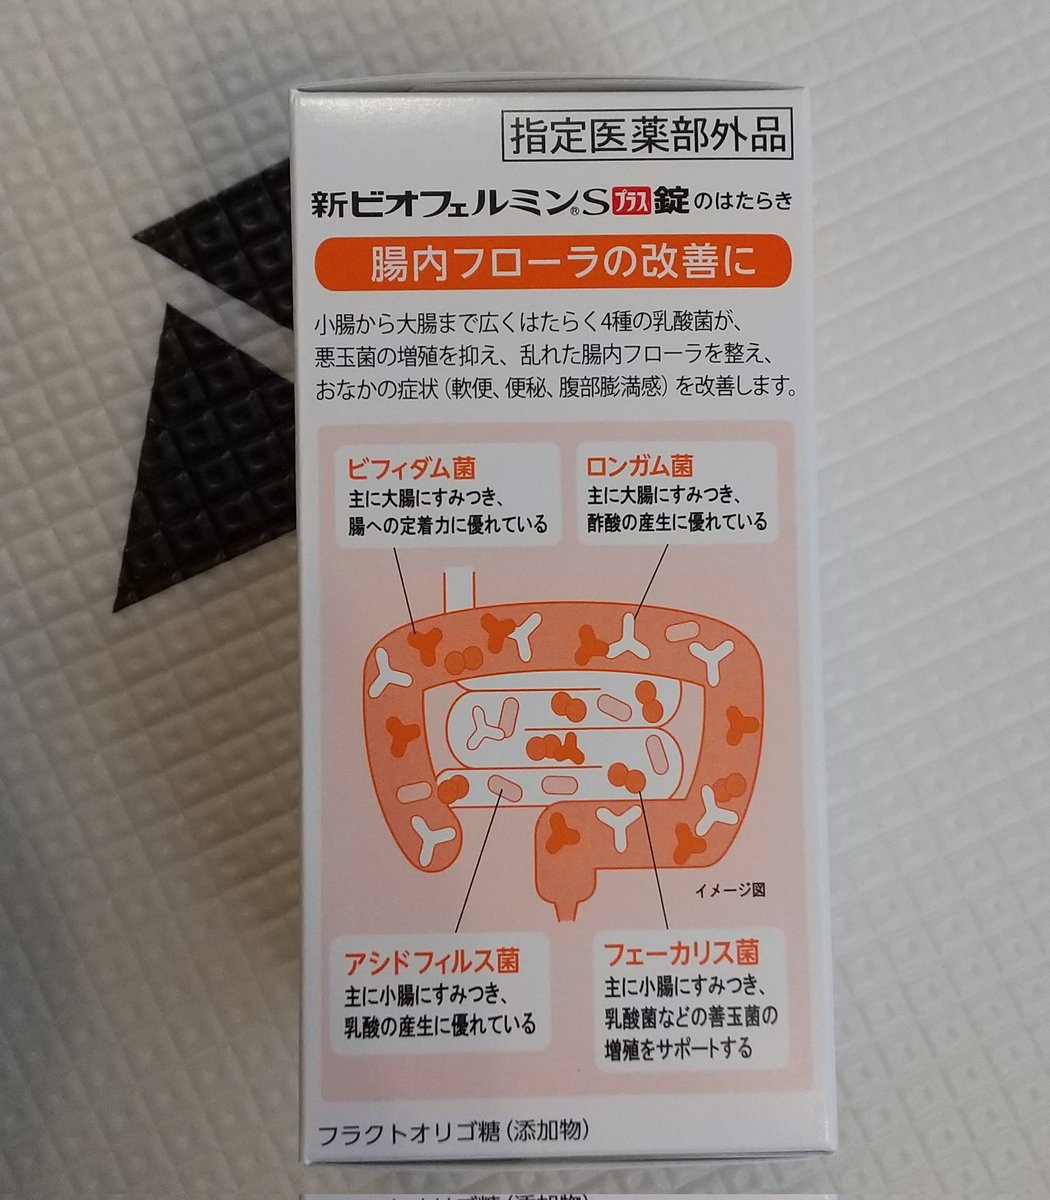 指定医薬部外品
新ビオフェルミン®Sプラス錠のはたらき
腸内フローラの改善に
小腸から大腸まで広くはたらく4種の乳酸菌が、
悪玉菌の増殖を抑え、乱れた腸内フローラを整え、
おなかの症状(軟便、便秘、腹部膨満感)を改善します。
ビフィダム菌
主に大腸にすみつき、
腸への定着力に優れている
ロンガム菌
主に大腸にすみつき、
酢酸の産生に優れている
イメージ図
アシドフィルス菌
主に小腸にすみつき、
乳酸の産生に優れている
フェーカリス菌
主に小腸にすみつき、
乳酸菌などの善玉菌の
増殖をサポートする
フラクトオリゴ糖(添加物)